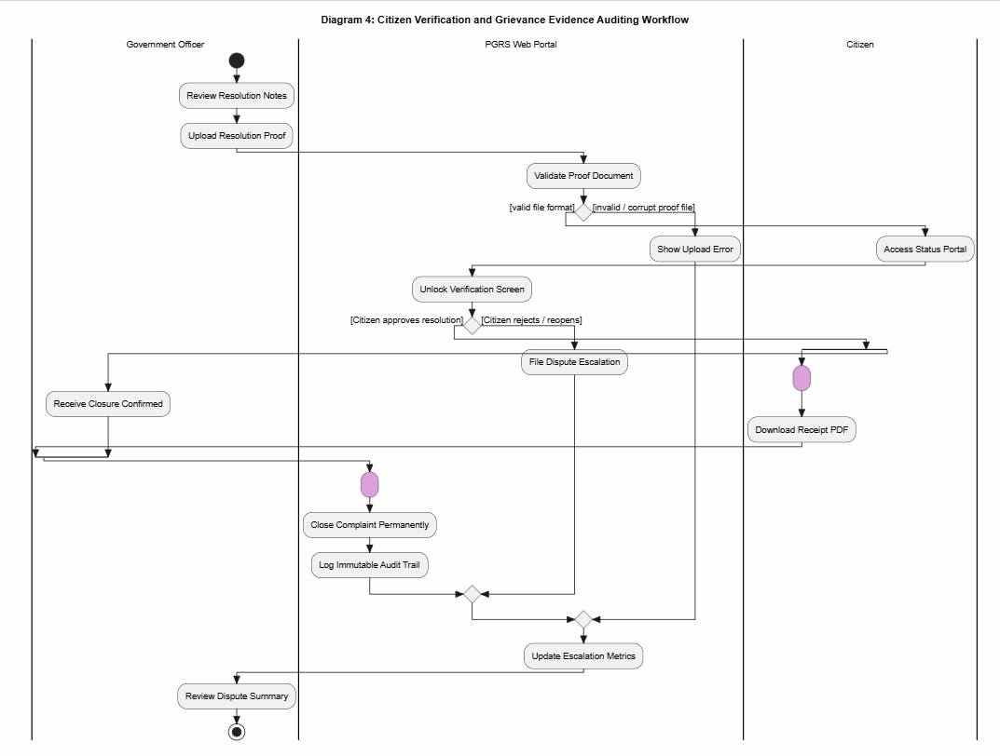 Diagram 4: Citizen Verification and Grievance Evidence Auditing Workflow
Government Officer
PGRS Web Portal
Citizen
Review Resolution Notes
Upload Resolution Proof
Validate Proof Document
[valid file format]
[invalid / corrupt proof file]
Show Upload Error
Access Status Portal
Unlock Verification Screen
[Citizen approves resolution]
[Citizen rejects / reopens]
File Dispute Escalation
Receive Closure Confirmed
Download Receipt PDF
Close Complaint Permanently
Log Immutable Audit Trail
Update Escalation Metrics
Review Dispute Summary